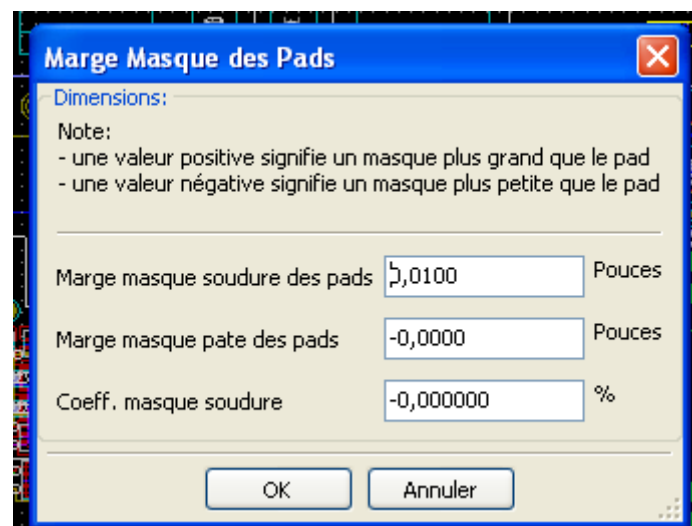 Marge Masque des Pads
Dimensions:
Note:
- une valeur positive signifie un masque plus grand que le pad
- une valeur négative signifie un masque plus petite que le pad
Marge masque soudure des pads 0,0100 Pouces
Marge masque pate des pads -0,0000 Pouces
Coeff. masque soudure -0,000000 %
OK Annuler